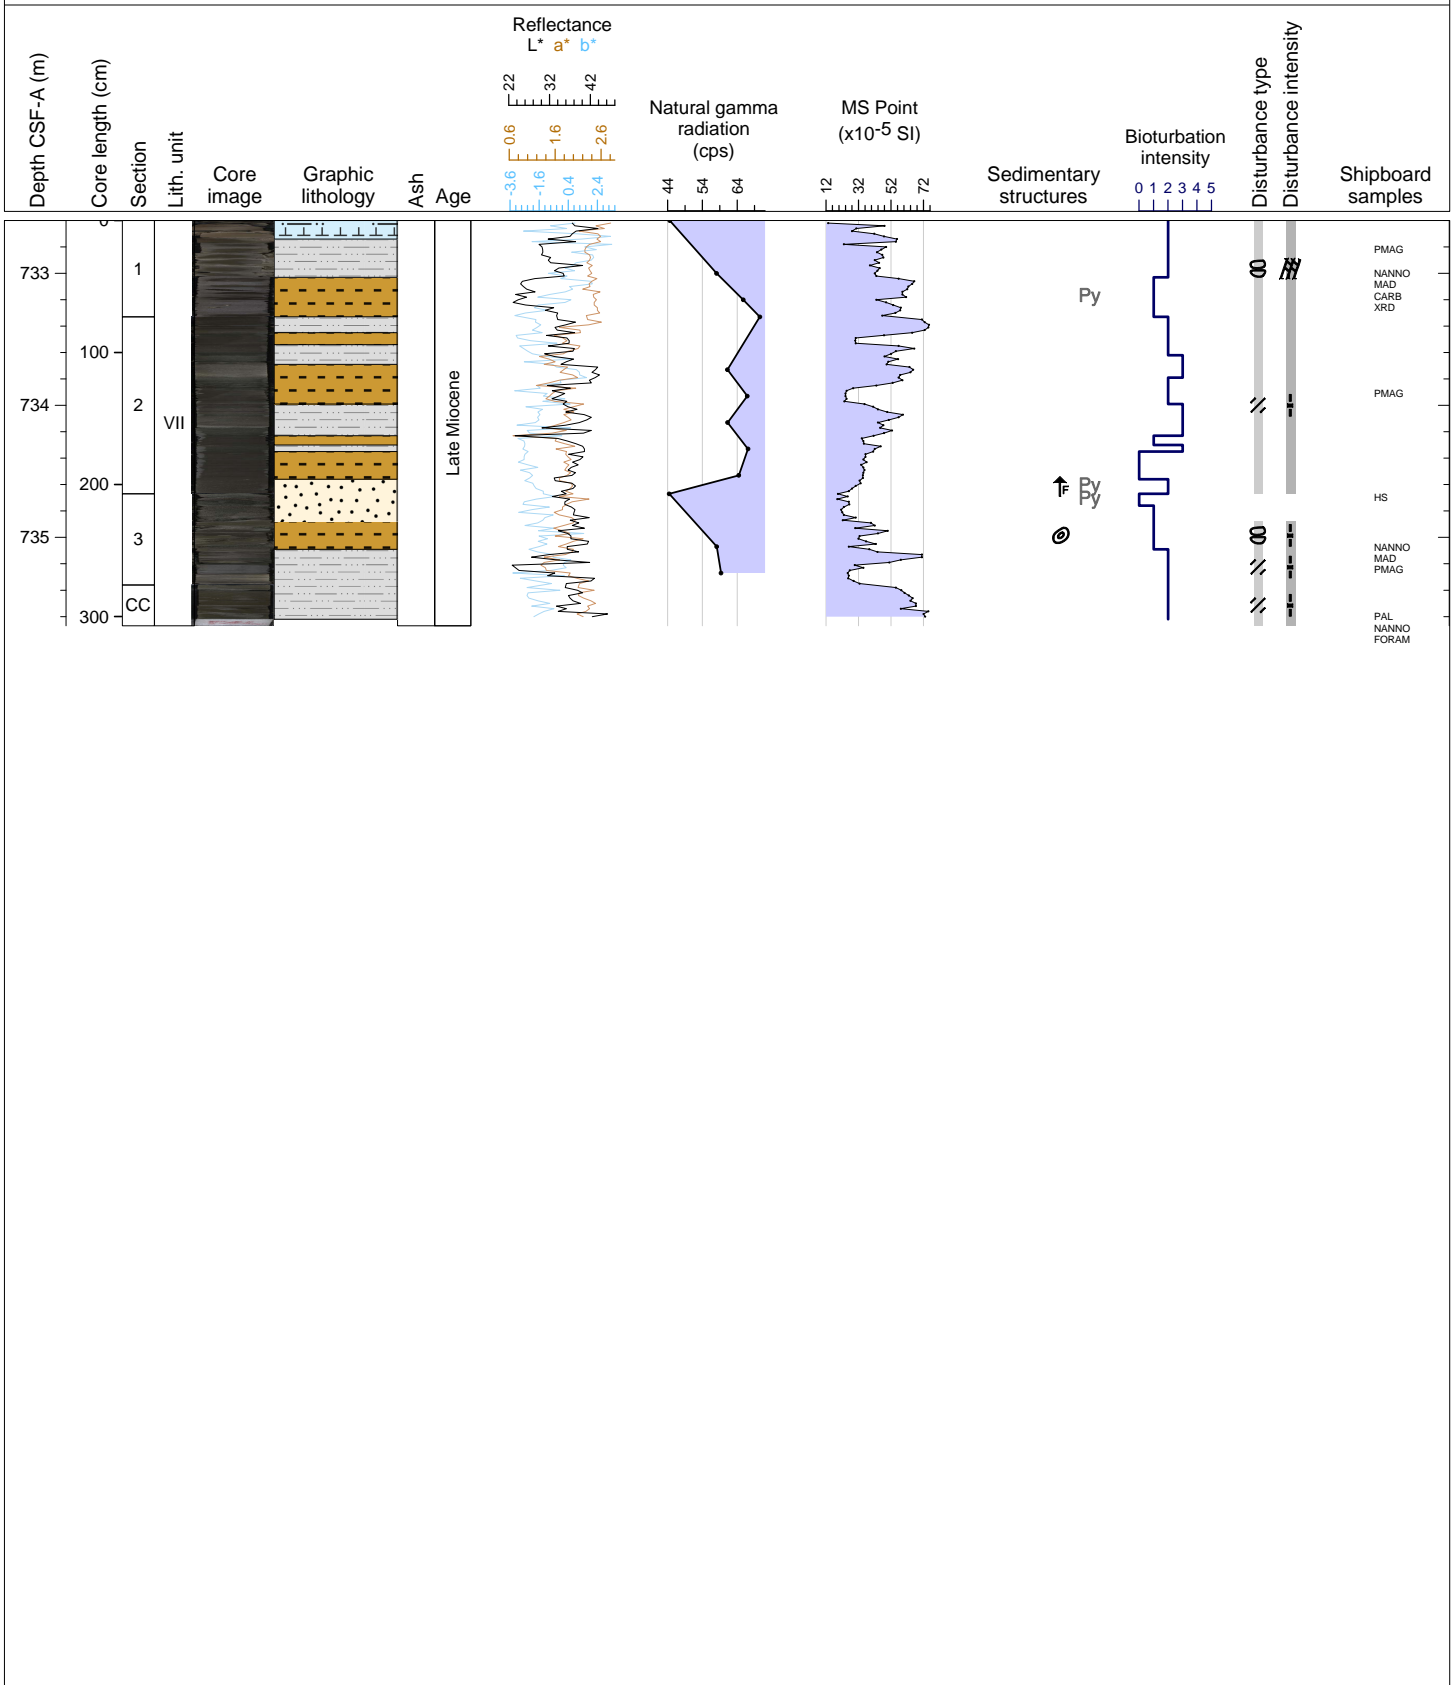 Depth CSF-A (m)
Core length (cm)
Section
Lith. unit
Core
image
Graphic
lithology
Ash
Age
Reflectance
L* a* b*
22 32 42
0.6 1.6 2.6
-3.6 -1.6 0.4 2.4
Natural gamma
radiation
(cps)
44 54 64
MS Point
(x10-5 SI)
12 32 52 72
Sedimentary
structures
Bioturbation
intensity
0 1 2 3 4 5
Disturbance type
Disturbance intensity
Shipboard
samples
0
733
100
734
200
735
300
1
2
3
CC
VII
Late Miocene
Py
F
Py
Py
PMAG
NANNO
MAD
CARB
XRD
PMAG
HS
NANNO
MAD
PMAG
PAL
NANNO
FORAM